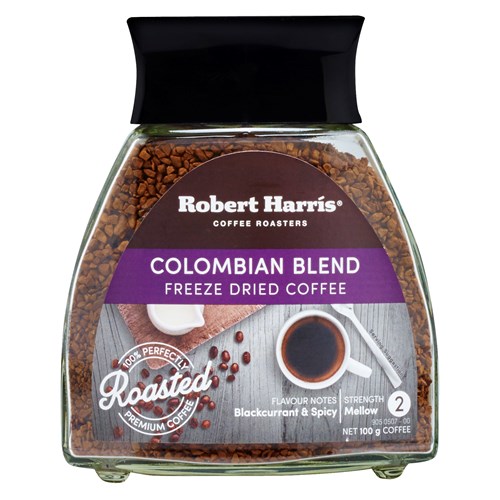 Robert Harris®
COFFEE ROASTERS
COLOMBIAN BLEND
FREEZE DRIED COFFEE
100% PERFECTLY
Roasted
PREMIUM COFFEE
FLAVOUR NOTES
Blackcurrant & Spicy
STRENGTH
Mellow 2
NET 100 g COFFEE